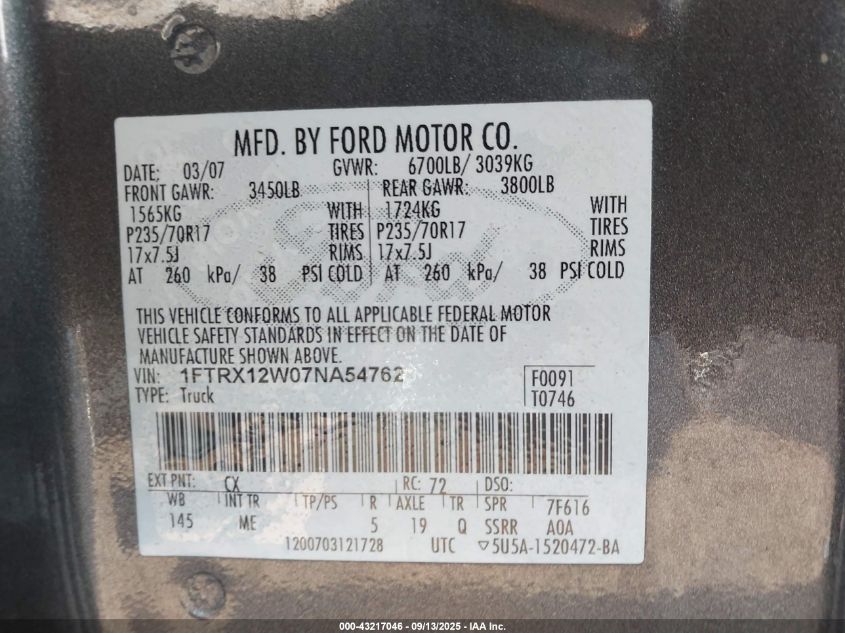 MFD. BY FORD MOTOR CO.
DATE: 03/07 GVWR: 6700LB/ 3039KG
FRONT GAWR: 3450LB REAR GAWR: 3800LB
1565KG WITH 1724KG WITH
P235/70R17 TIRES P235/70R17 TIRES
17x7.5J RIMS 17x7.5J RIMS
AT 260 kPa/ 38 PSI COLD AT 260 kPa/ 38 PSI COLD
THIS VEHICLE CONFORMS TO ALL APPLICABLE FEDERAL MOTOR
VEHICLE SAFETY STANDARDS IN EFFECT ON THE DATE OF
MANUFACTURE SHOWN ABOVE.
VIN: 1FTRX12W07NA54762 F0091
TYPE: Truck T0746
EXT PNT: CX RC: 72 DSO:
WB INT TR TP/PS R AXLE TR SPR 7F616
145 ME 5 19 Q SSRR AOA
1200703121728 UTC ▽5U5A-1520472-BA
000-43217046 - 09/13/2025 - IAA Inc.